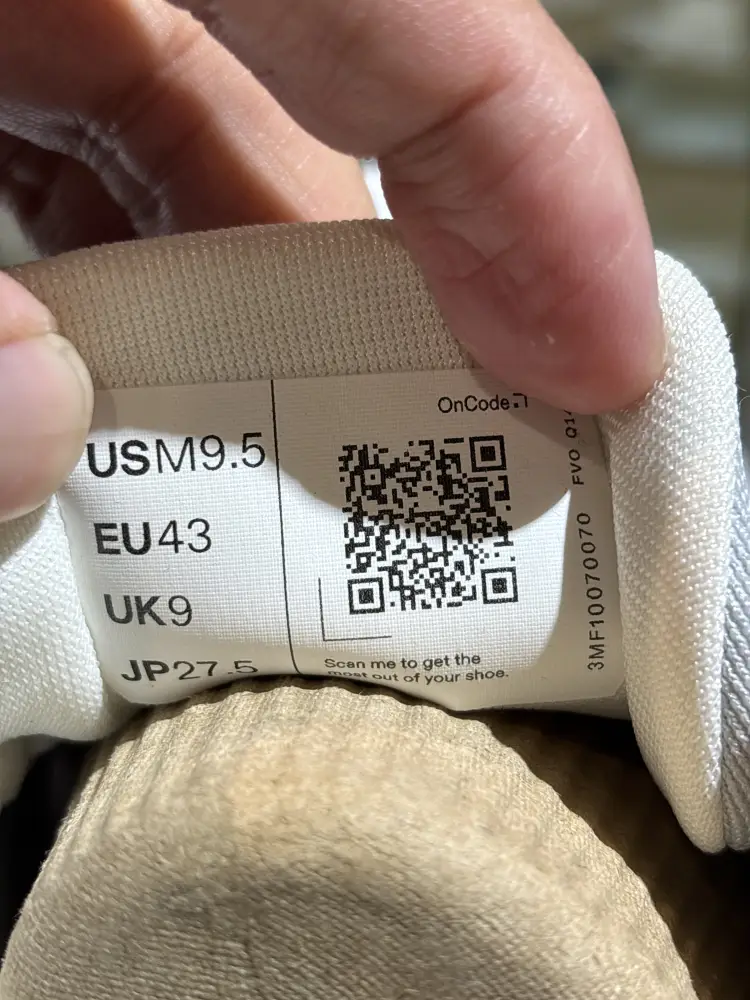 USM9.5
EU43
UK9
JP27.5
OnCode
Scan me to get the
most out of your shoe.
3MF10070070 FVO